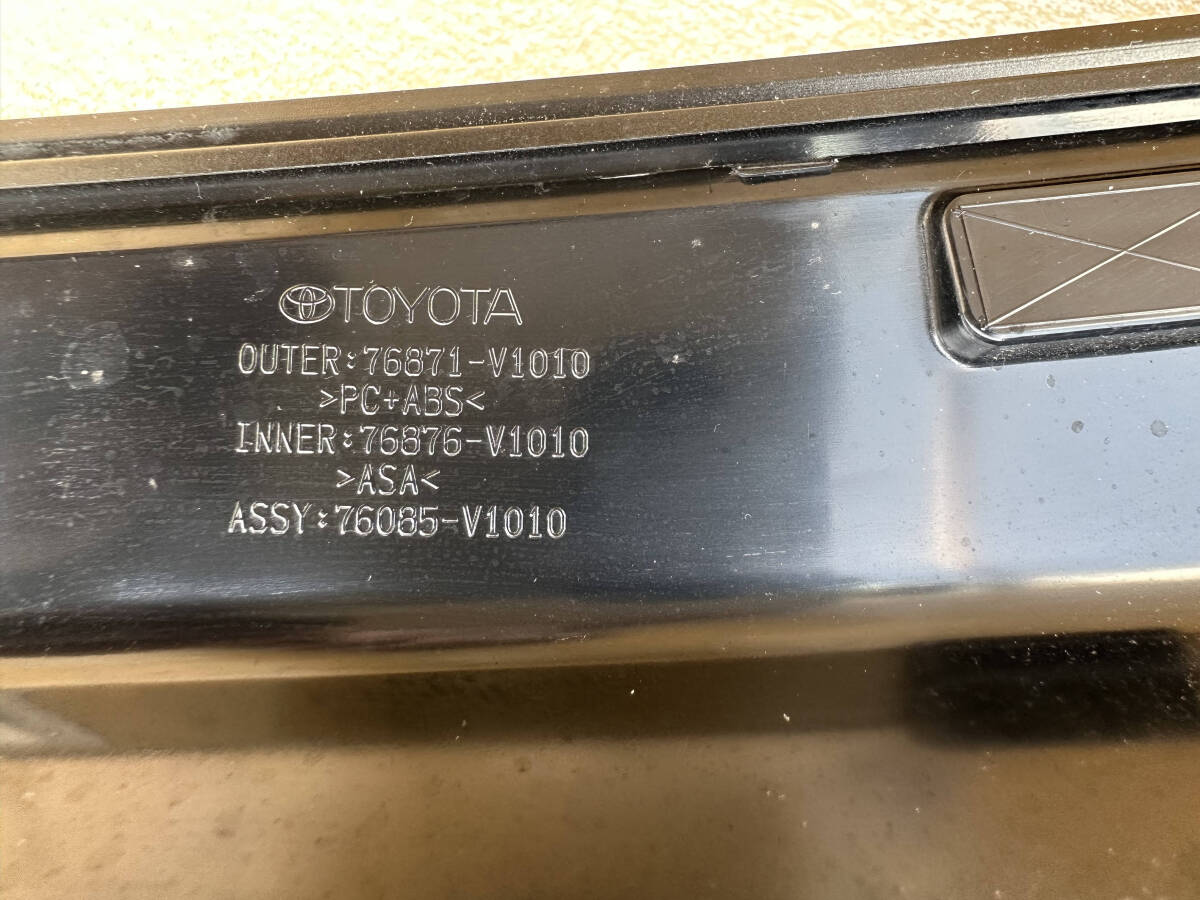 TOYOTA
OUTER:76871-V1010
>PC+ABS<
INNER:76876-V1010
>ASA<
ASSY:76085-V1010